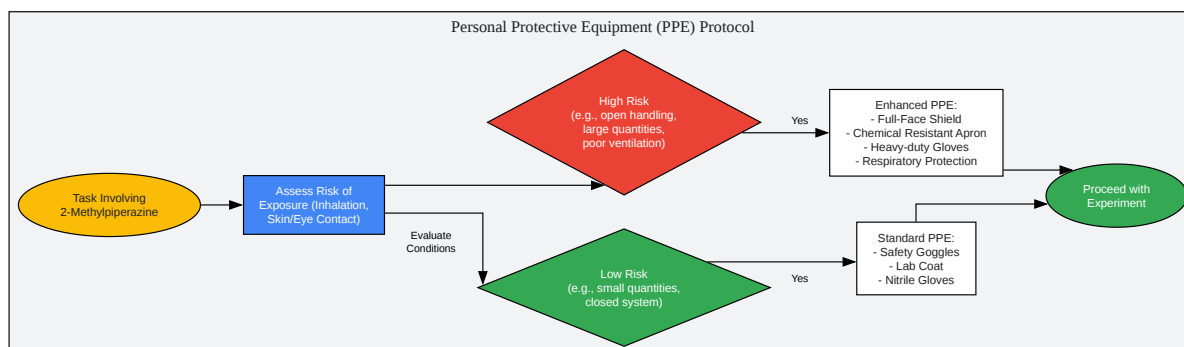 Personal Protective Equipment (PPE) Protocol
Task Involving
2-Methylpiperazine
Assess Risk of
Exposure (Inhalation,
Skin/Eye Contact)
Evaluate
Conditions
High Risk
(e.g., open handling,
large quantities,
poor ventilation)
Yes
Enhanced PPE:
- Full-Face Shield
- Chemical Resistant Apron
- Heavy-duty Gloves
- Respiratory Protection
Low Risk
(e.g., small quantities,
closed system)
Yes
Standard PPE:
- Safety Goggles
- Lab Coat
- Nitrile Gloves
Proceed with
Experiment